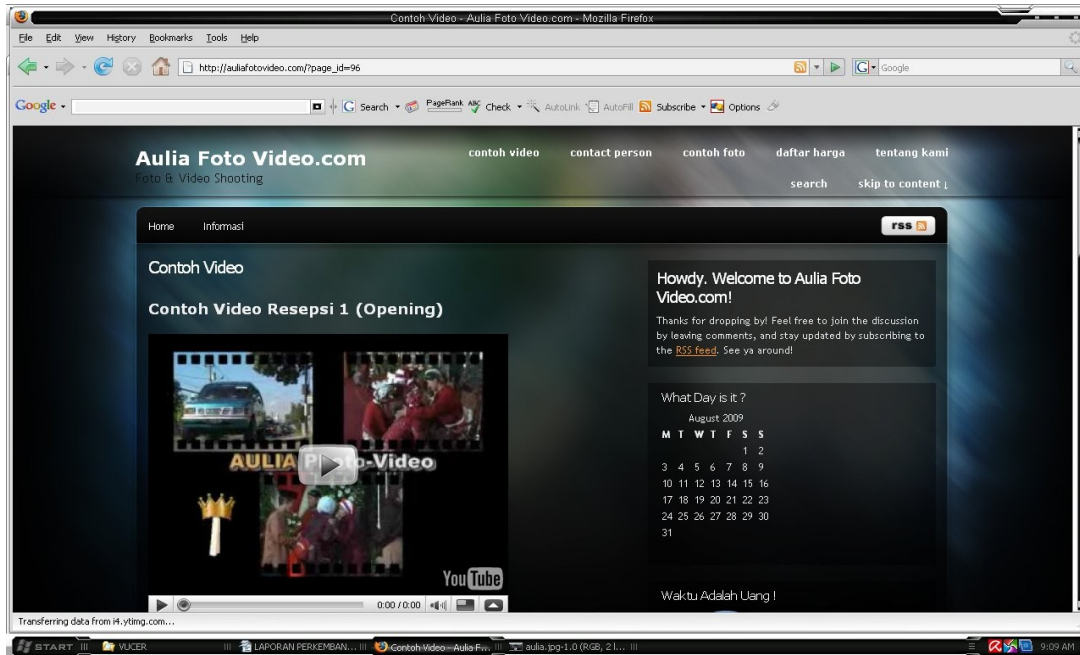 Contoh Video - Aulia Foto Video.com - Mozilla Firefox
File Edit View History Bookmarks Tools Help
http://auliafotovideo.com/?page_id=96
Google
Google Search PageRank ABC Check AutoLink AutoFill Subscribe Options
Aulia Foto Video.com
Foto & Video Shooting
contoh video contact person contoh foto daftar harga tentang kami
search skip to content ↓
Home Informasi
rss
Contoh Video
Contoh Video Resepsi 1 (Opening)
AULIA Photo-Video
YouTube
0:00 / 0:00
Howdy. Welcome to Aulia Foto
Video.com!
Thanks for dropping by! Feel free to join the discussion
by leaving comments, and stay updated by subscribing to
the RSS feed. See ya around!
What Day is it ?
August 2009
M T W T F S S
1 2
3 4 5 6 7 8 9
10 11 12 13 14 15 16
17 18 19 20 21 22 23
24 25 26 27 28 29 30
31
Waktu Adalah Uang !
Transferring data from i4.ytimg.com...
START VUCER LAPORAN PERKEMBAN... Contoh Video - Aulia F... aulia.jpg-1.0 (RGB, 2 l... 9:09 AM